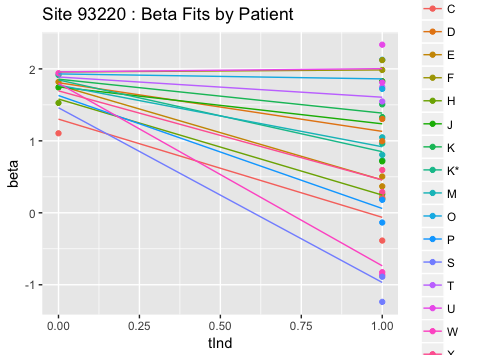 Site 93220 : Beta Fits by Patient
beta
2
1
0
-1
0.00 0.25 0.50 0.75 1.00
tInd
C
D
E
F
H
J
K
K*
M
O
P
S
T
U
W